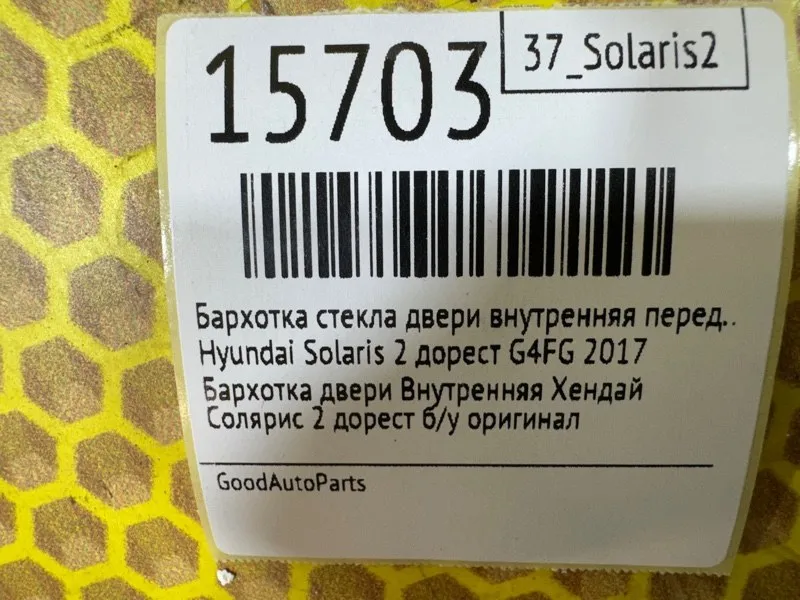 15703
37_Solaris2
Бархотка стекла двери внутренняя перед..
Hyundai Solaris 2 дорест G4FG 2017
Бархотка двери Внутренняя Хендай
Солярис 2 дорест б/у оригинал
GoodAutoParts